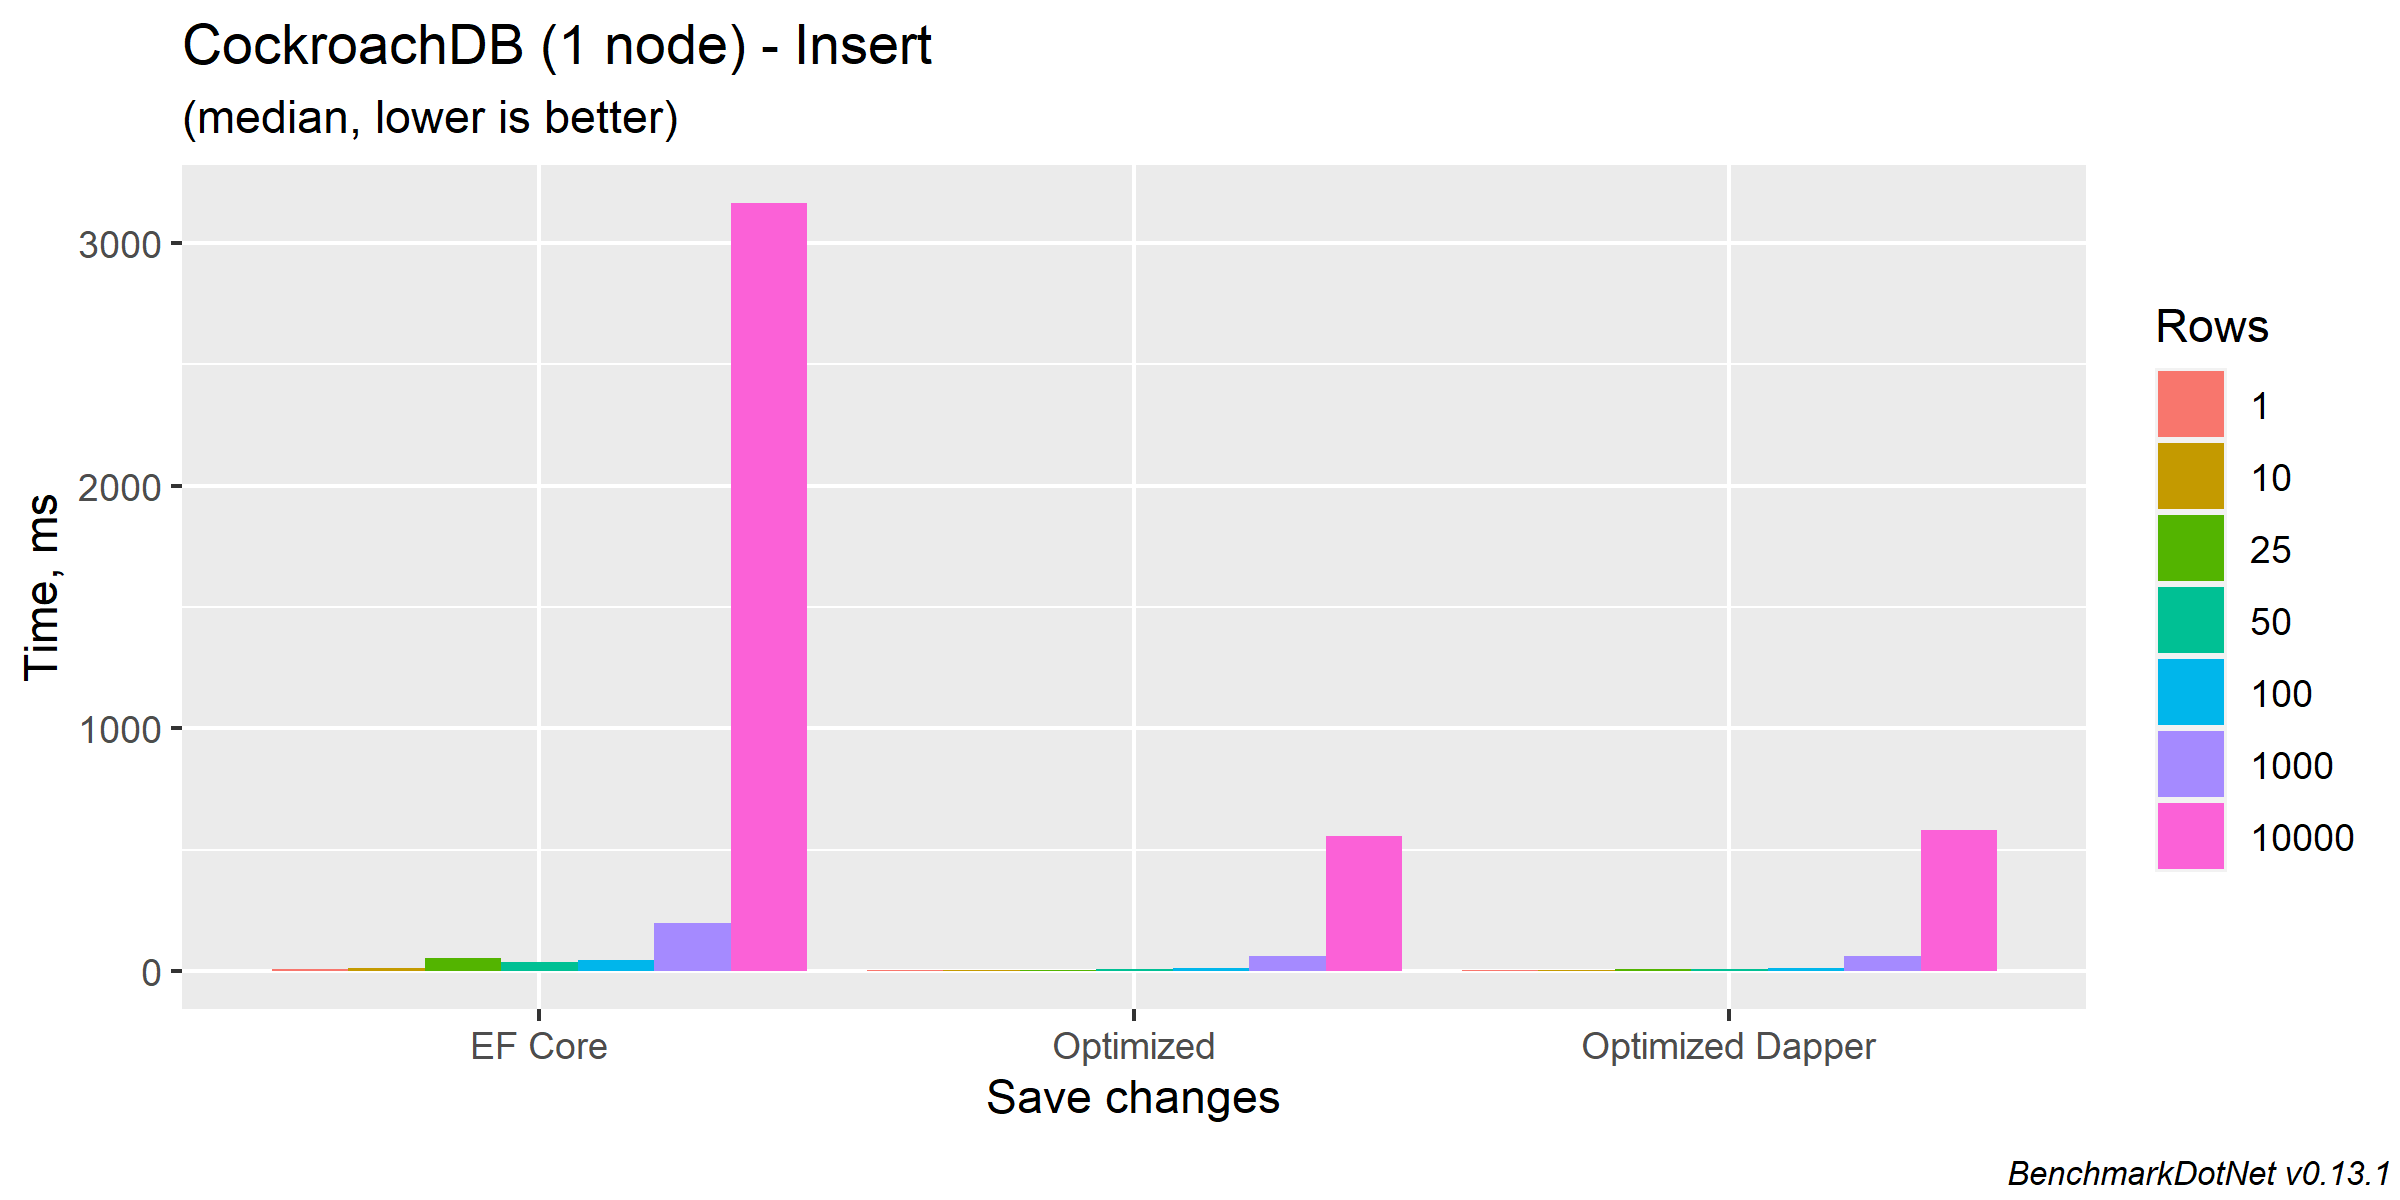 CockroachDB (1 node) - Insert
(median, lower is better)
Time, ms
3000
2000
1000
0
EF Core
Optimized
Optimized Dapper
Save changes
Rows
1
10
25
50
100
1000
10000
BenchmarkDotNet v0.13.1